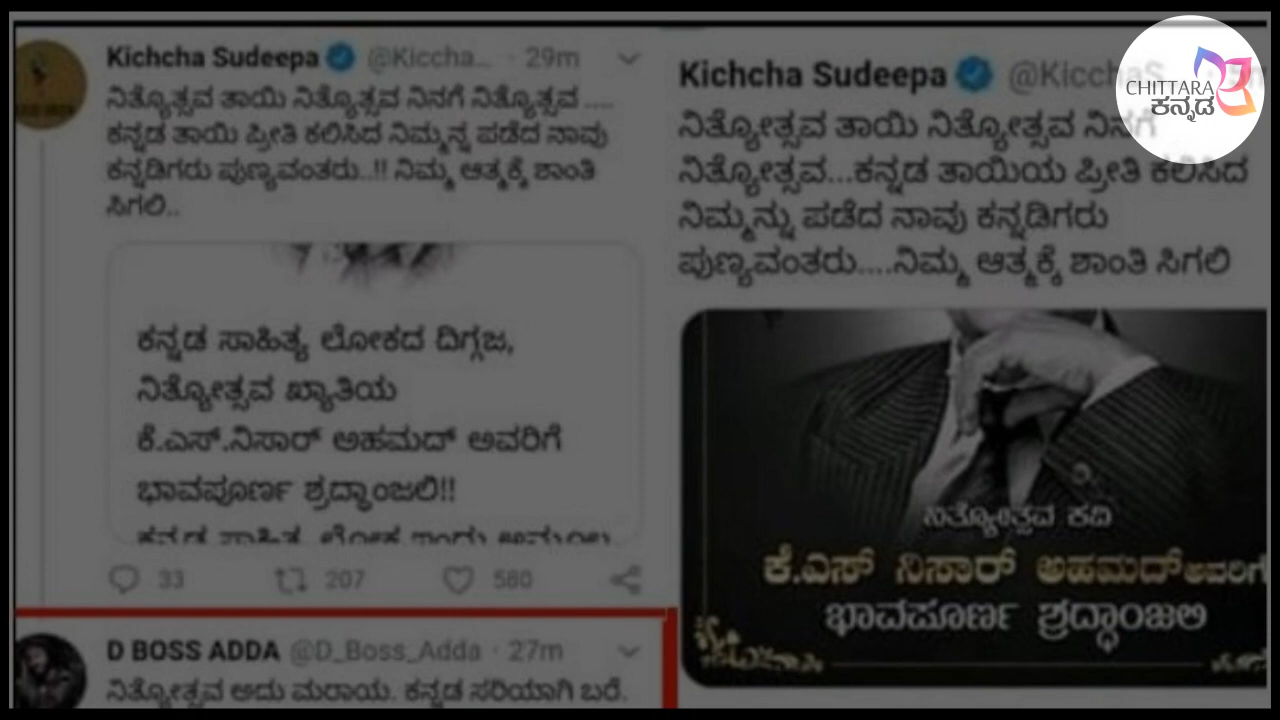 Kichcha Sudeepa @Kiccha... · 29m
ನಿತ್ಯೊತ್ಸವ ತಾಯಿ ನಿತ್ಯೊತ್ಸವ ನಿನಗೆ ನಿತ್ಯೊತ್ಸವ ....
ಕನ್ನಡ ತಾಯಿ ಪ್ರೀತಿ ಕಲಿಸಿದ ನಿಮ್ಮನ್ನ ಪಡೆದ ನಾವು
ಕನ್ನಡಿಗರು ಪುಣ್ಯವಂತರು..!! ನಿಮ್ಮ ಆತ್ಮಕ್ಕೆ ಶಾಂತಿ
ಸಿಗಲಿ..
ಕನ್ನಡ ಸಾಹಿತ್ಯ ಲೋಕದ ದಿಗ್ಗಜ,
ನಿತ್ಯೋತ್ಸವ ಖ್ಯಾತಿಯ
ಕೆ.ಎಸ್.ನಿಸಾರ್ ಅಹಮದ್ ಅವರಿಗೆ
ಭಾವಪೂರ್ಣ ಶ್ರದ್ಧಾಂಜಲಿ!!
33 207 580
D BOSS ADDA @D_Boss_Adda · 27m
ನಿತ್ಯೋತ್ಸವ ಅದು ಮರಾಯ. ಕನ್ನಡ ಸರಿಯಾಗಿ ಬರೆ.
Kichcha Sudeepa @KicchaS
ನಿತ್ಯೋತ್ಸವ ತಾಯಿ ನಿತ್ಯೋತ್ಸವ ನಿನಗೆ
ನಿತ್ಯೋತ್ಸವ...ಕನ್ನಡ ತಾಯಿಯ ಪ್ರೀತಿ ಕಲಿಸಿದ
ನಿಮ್ಮನ್ನು ಪಡೆದ ನಾವು ಕನ್ನಡಿಗರು
ಪುಣ್ಯವಂತರು....ನಿಮ್ಮ ಆತ್ಮಕ್ಕೆ ಶಾಂತಿ ಸಿಗಲಿ
ನಿತ್ಯೋತ್ಸವ ಕವಿ
ಕೆ.ಎಸ್ ನಿಸಾರ್ ಅಹಮದ್ ಅವರಿಗೆ
ಭಾವಪೂರ್ಣ ಶ್ರದ್ಧಾಂಜಲಿ
CHITTARA
ಕನ್ನಡ